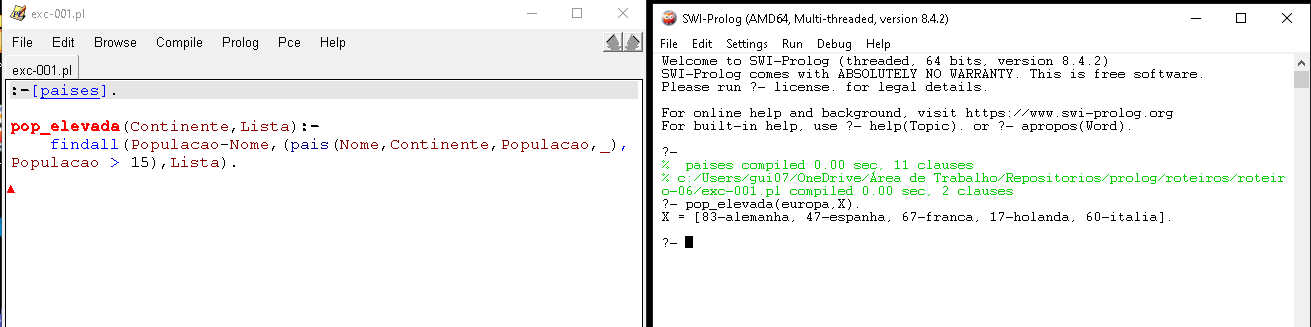 exc-001.pl
File Edit Browse Compile Prolog Pce Help
exc-001.pl
:-[paises].
pop_elevada(Continente,Lista):-
findall(Populacao-Nome,(pais(Nome,Continente,Populacao,_),
Populacao > 15),Lista).
SWI-Prolog (AMD64, Multi-threaded, version 8.4.2)
File Edit Settings Run Debug Help
Welcome to SWI-Prolog (threaded, 64 bits, version 8.4.2)
SWI-Prolog comes with ABSOLUTELY NO WARRANTY. This is free software.
Please run ?- license. for legal details.
For online help and background, visit https://www.swi-prolog.org
For built-in help, use ?- help(Topic). or ?- apropos(Word).
?-
% paises compiled 0.00 sec, 11 clauses
% c:/Users/gui07/OneDrive/Área de Trabalho/Repositorios/prolog/roteiros/roteir
o-06/exc-001.pl compiled 0.00 sec, 2 clauses
?- pop_elevada(europa,X).
X = [83-alemanha, 47-espanha, 67-franca, 17-holanda, 60-italia].
?-